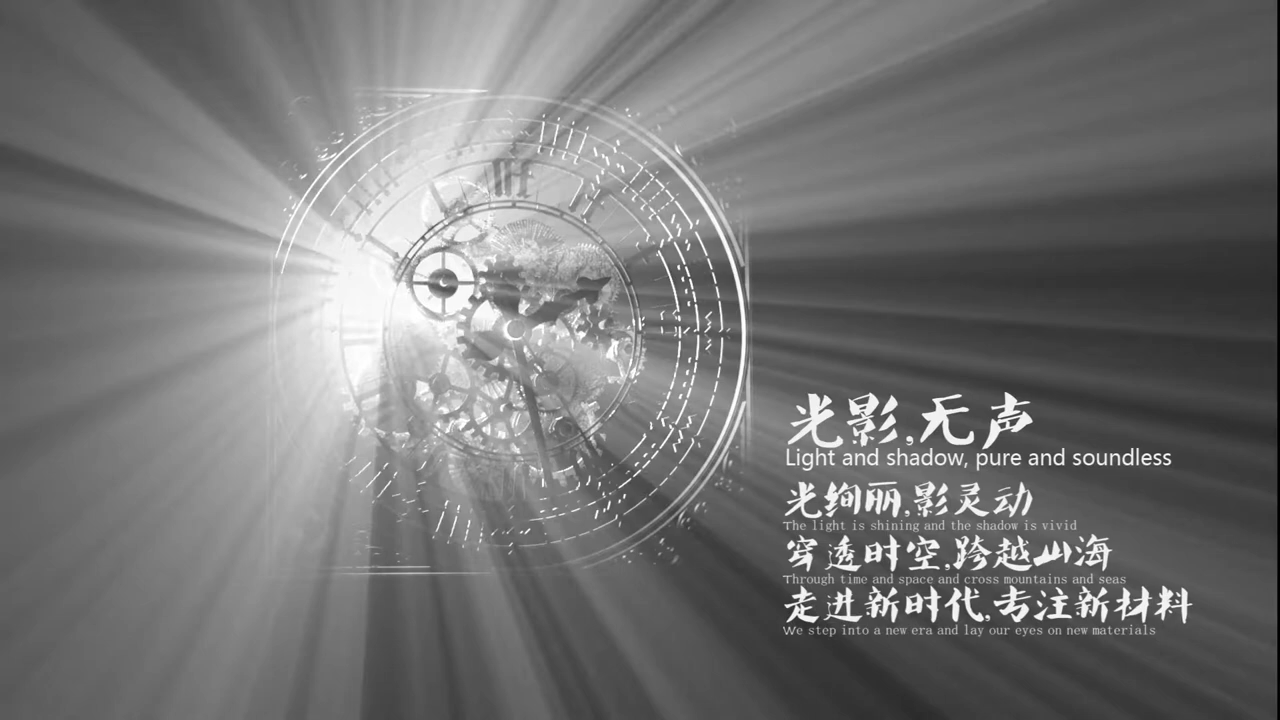 光影,无声
Light and shadow, pure and soundless
光绚丽,影灵动
The light is shining and the shadow is vivid
穿透时空,跨越山海
Through time and space and cross mountains and seas
走进新时代,专注新材料
We step into a new era and lay our eyes on new materials